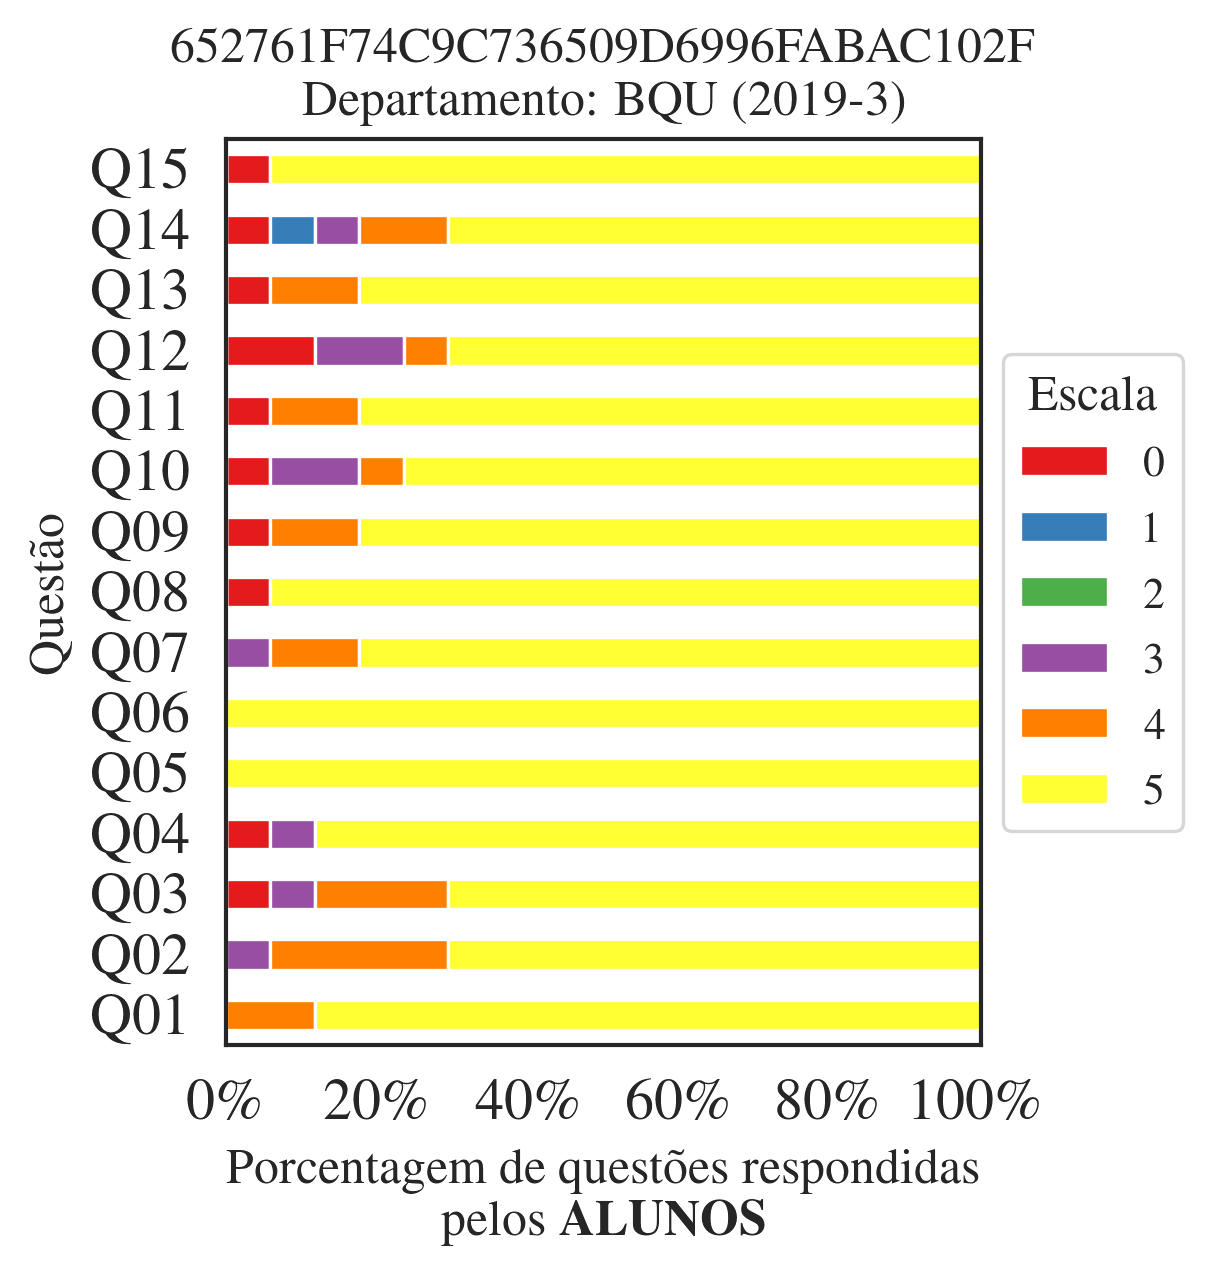 652761F74C9C736509D6996FABAC102F
Departamento: BQU (2019-3)
Questão
Q15
Q14
Q13
Q12
Q11
Q10
Q09
Q08
Q07
Q06
Q05
Q04
Q03
Q02
Q01
0% 20% 40% 60% 80% 100%
Porcentagem de questões respondidas
pelos ALUNOS
Escala
0
1
2
3
4
5